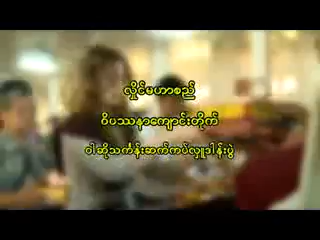 လှိုင်မဟာစည်
ဝိပဿနာကျောင်းတိုက်
ဝါဆိုသင်္ကန်းဆက်ကပ်လှူဒါန်းပွဲ